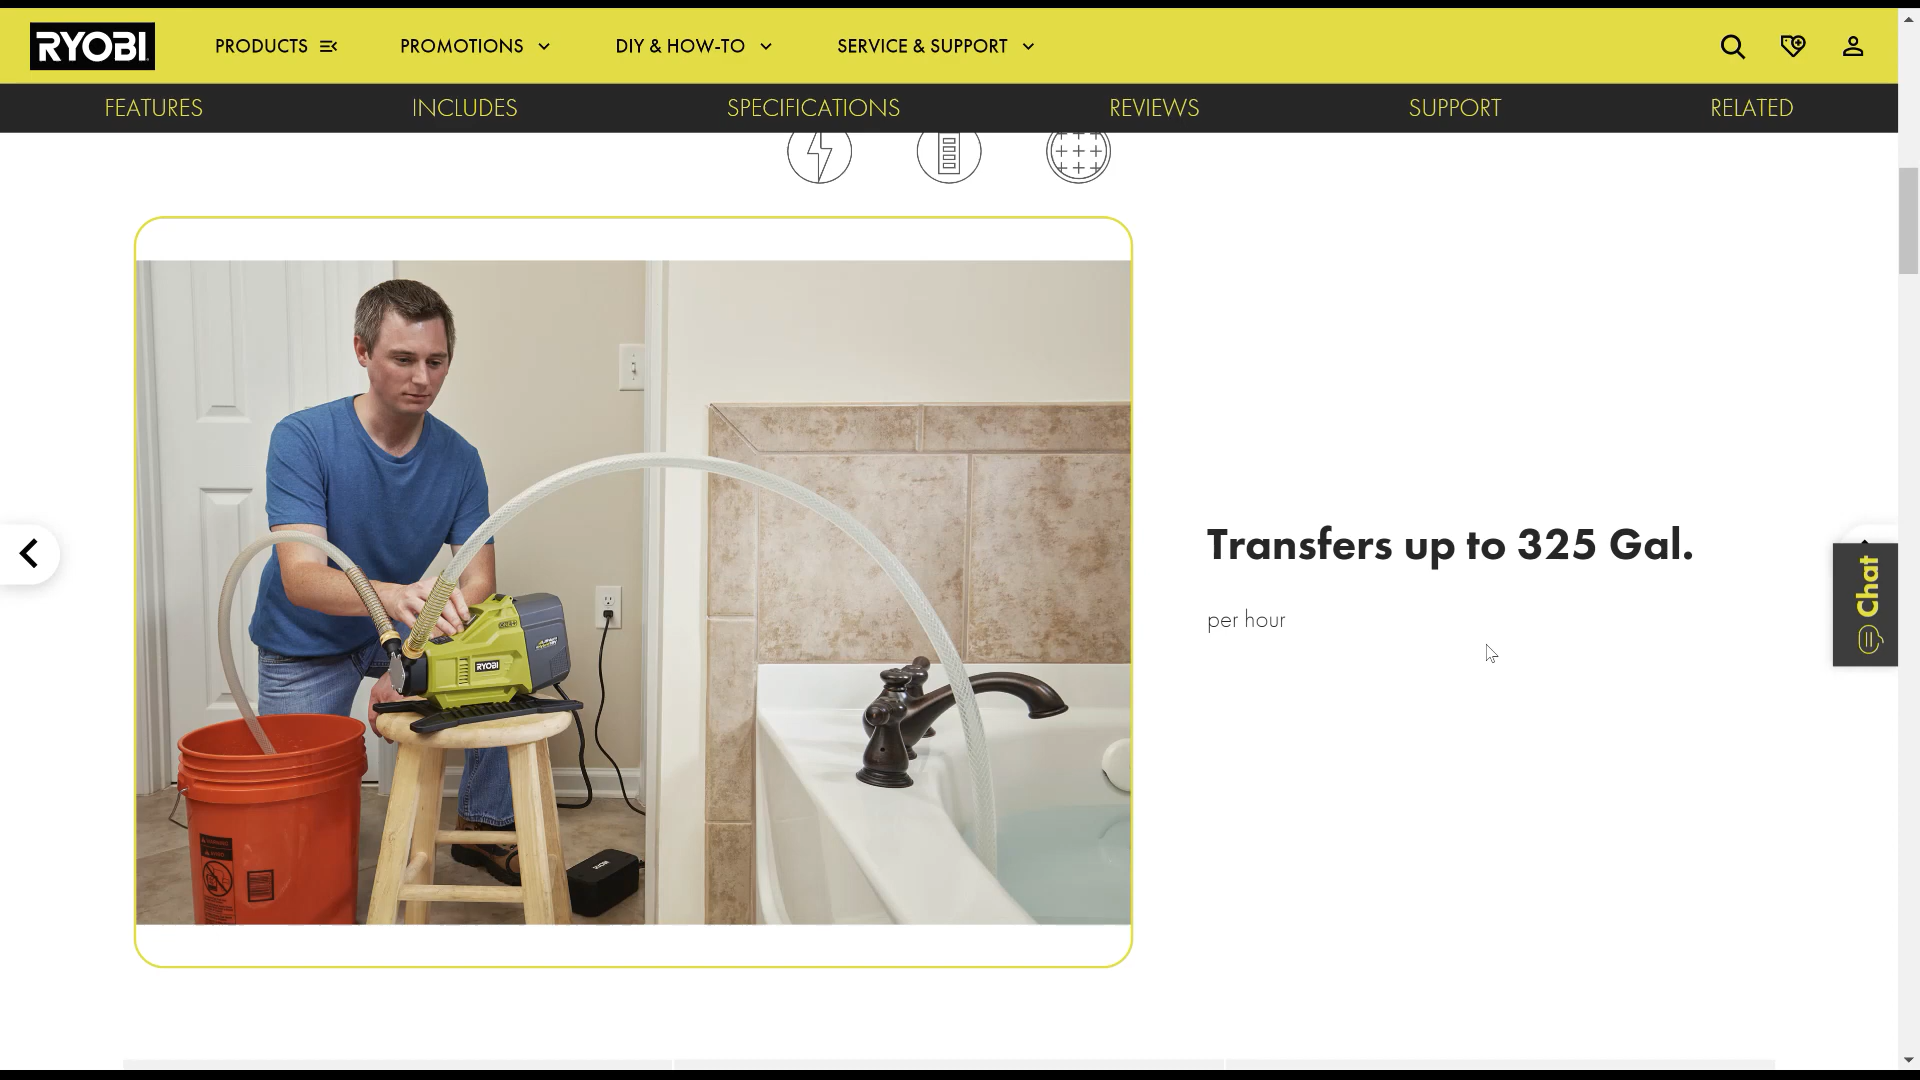 RYOBI
PRODUCTS
PROMOTIONS
DIY & HOW-TO
SERVICE & SUPPORT
FEATURES
INCLUDES
SPECIFICATIONS
REVIEWS
SUPPORT
RELATED
RYOBI
Transfers up to 325 Gal.
per hour
Chat